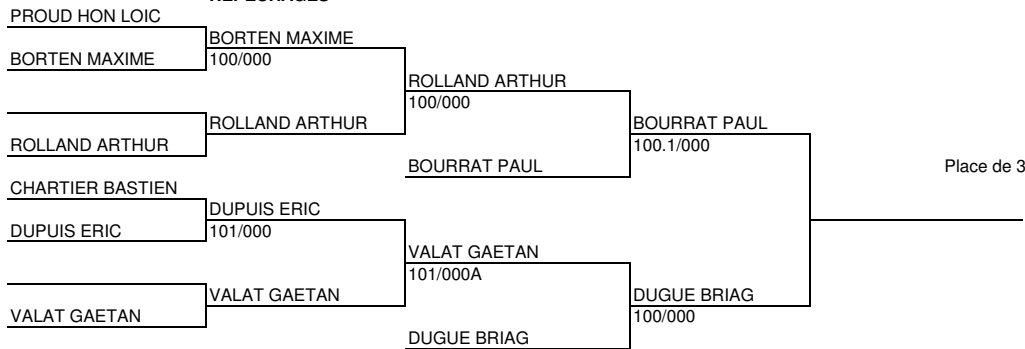 PROUD HON LOIC
BORTEN MAXIME
BORTEN MAXIME
100/000
ROLLAND ARTHUR
100/000
ROLLAND ARTHUR
ROLLAND ARTHUR
BOURRAT PAUL
100.1/000
BOURRAT PAUL
Place de 3
CHARTIER BASTIEN
DUPUIS ERIC
DUPUIS ERIC
101/000
VALAT GAETAN
101/000A
VALAT GAETAN
VALAT GAETAN
DUGUE BRIAG
100/000
DUGUE BRIAG